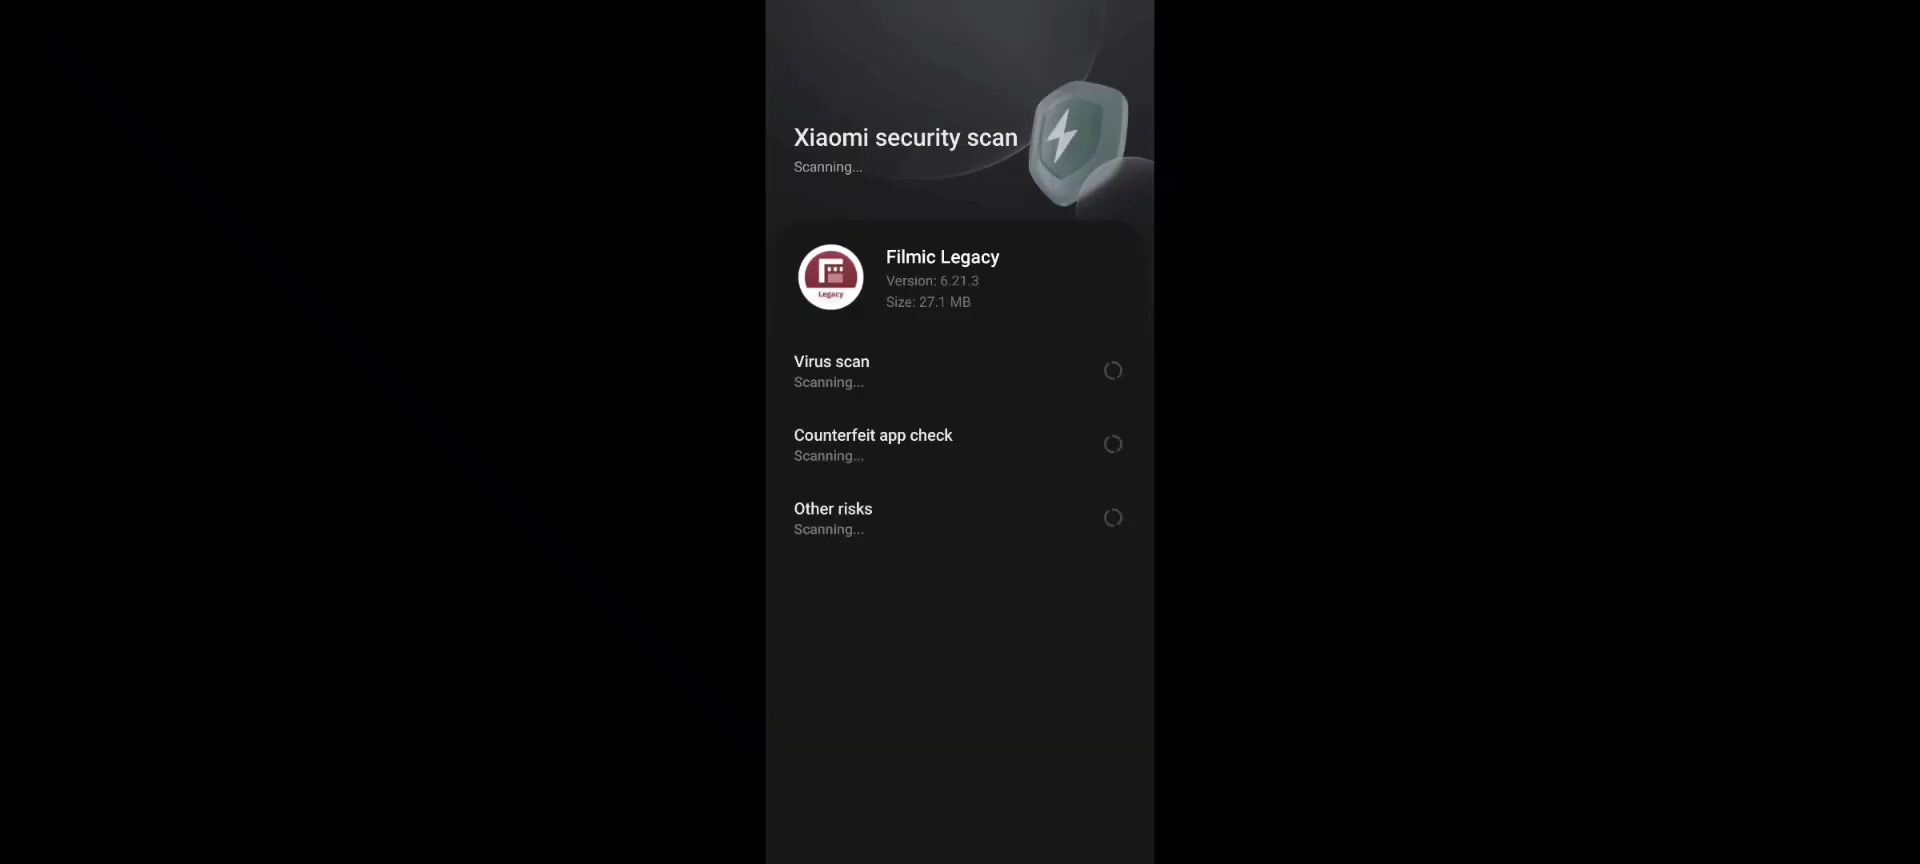 Xiaomi security scan
Scanning...
Legacy
Filmic Legacy
Version: 6.21.3
Size: 27.1 MB
Virus scan
Scanning...
Counterfeit app check
Scanning...
Other risks
Scanning...